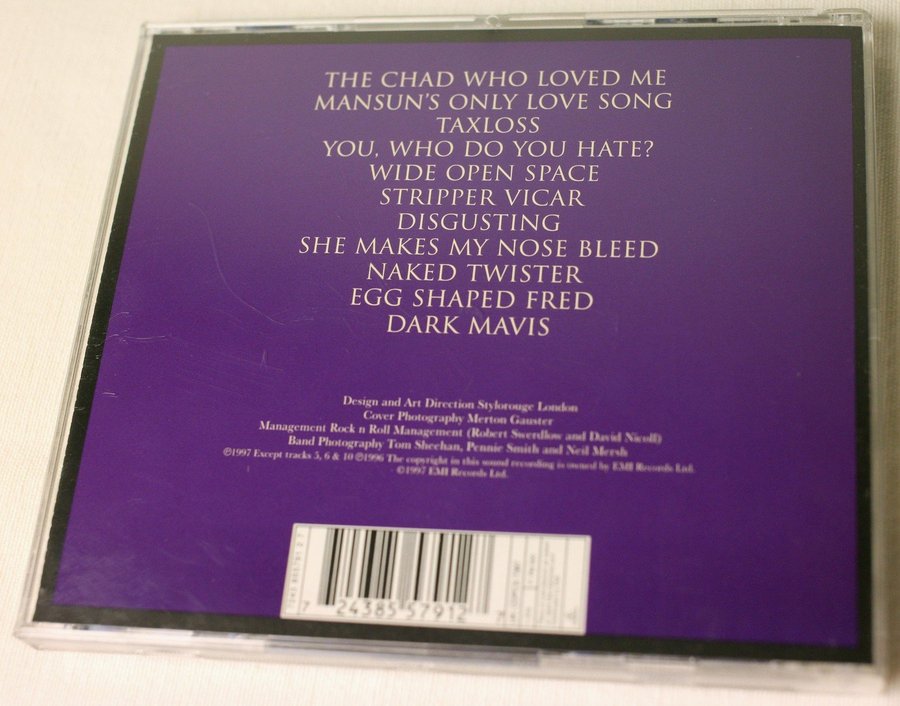 THE CHAD WHO LOVED ME
MANSUN'S ONLY LOVE SONG
TAXLOSS
YOU, WHO DO YOU HATE?
WIDE OPEN SPACE
STRIPPER VICAR
DISGUSTING
SHE MAKES MY NOSE BLEED
NAKED TWISTER
EGG SHAPED FRED
DARK MAVIS
Design and Art Direction Stylorouge London
Cover Photography Merton Gauster
Management Rock n Roll Management (Robert Swerdlow and David Nicoll)
Band Photography Tom Sheehan, Pennie Smith and Neil Mersh
℗1997 Except tracks 5, 6 & 10 ℗1996 The copyright in this sound recording is owned by EMI Records Ltd.
©1997 EMI Records Ltd.
7 24385 57912